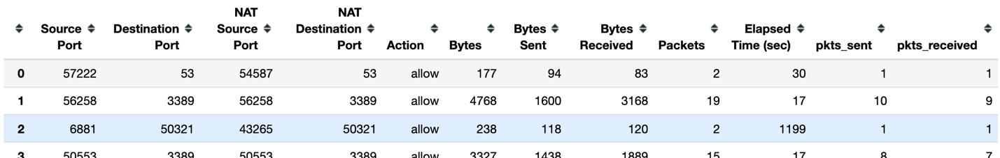 Source Port Destination Port NAT Source Port NAT Destination Port Action Bytes Bytes Sent Bytes Received Packets Elapsed Time (sec) pkts_sent pkts_received
0 57222 53 54587 53 allow 177 94 83 2 30 1 1
1 56258 3389 56258 3389 allow 4768 1600 3168 19 17 10 9
2 6881 50321 43265 50321 allow 238 118 120 2 1199 1 1
3 50553 3389 50553 3389 allow 3327 1438 1889 15 17 8 7